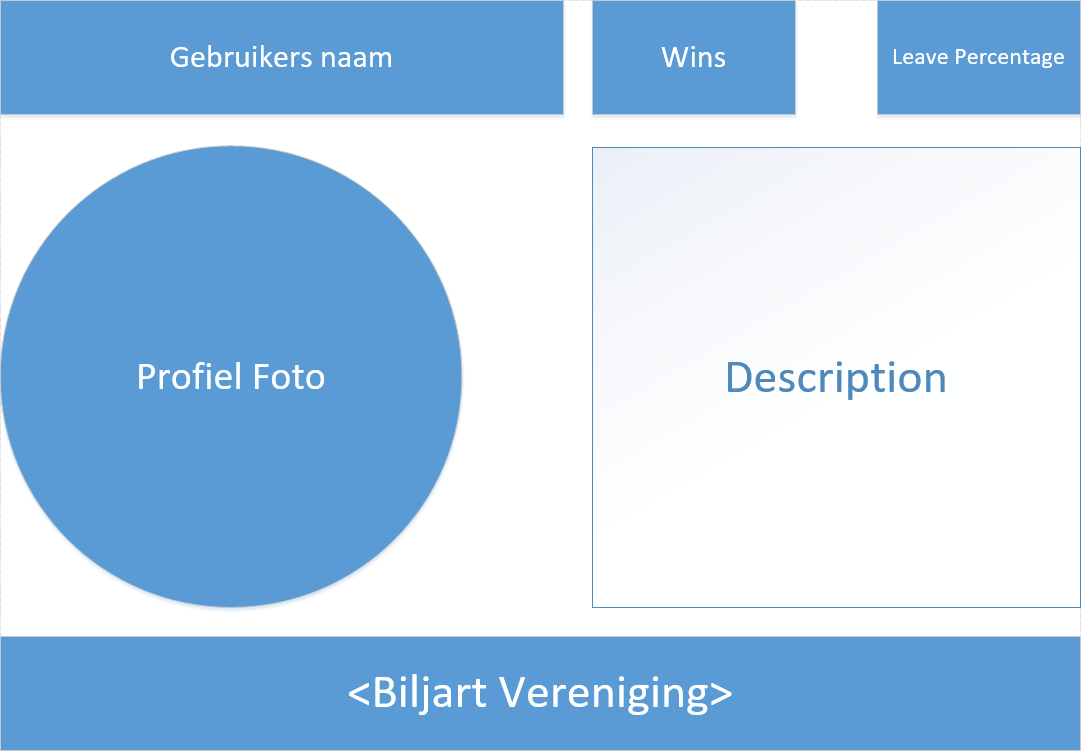 Gebruikers naam
Wins
Leave Percentage
Profiel Foto
Description
<Biljart Vereniging>